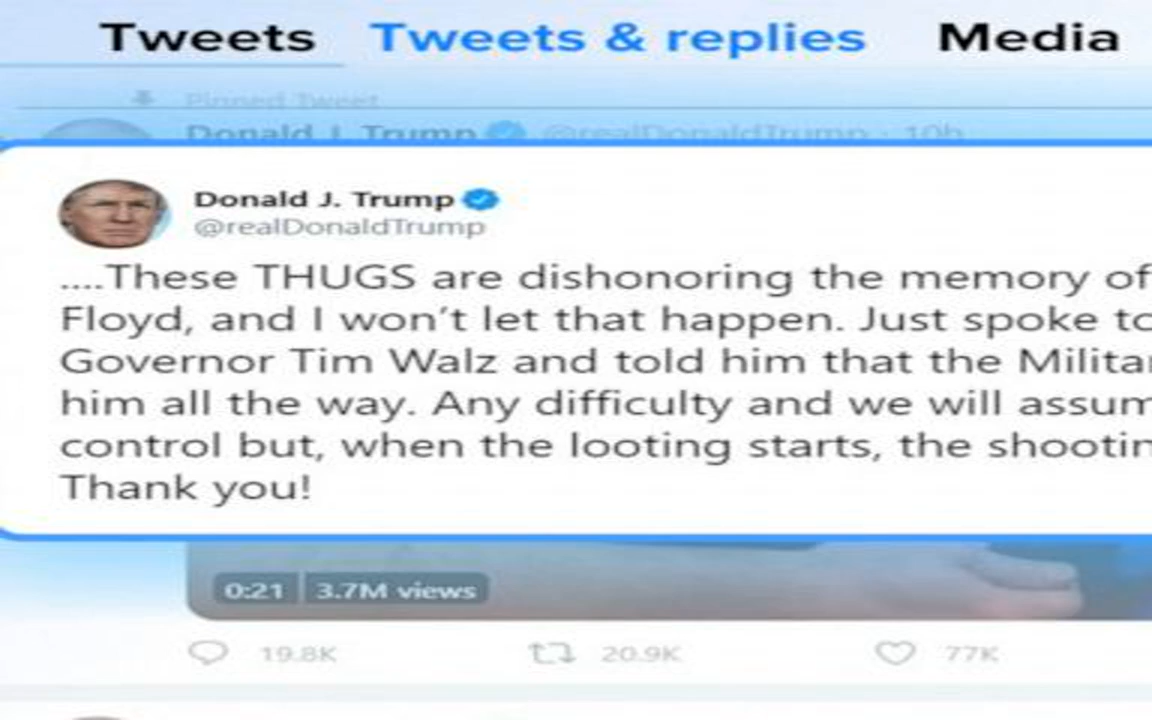 Tweets Tweets & replies Media
Pinned Tweet
Donald J. Trump @realDonaldTrump · 10h
Donald J. Trump
@realDonaldTrump
....These THUGS are dishonoring the memory of
Floyd, and I won't let that happen. Just spoke to
Governor Tim Walz and told him that the Militar
him all the way. Any difficulty and we will assum
control but, when the looting starts, the shootin
Thank you!
0:21 3.7M views
19.8K 20.9K 77K